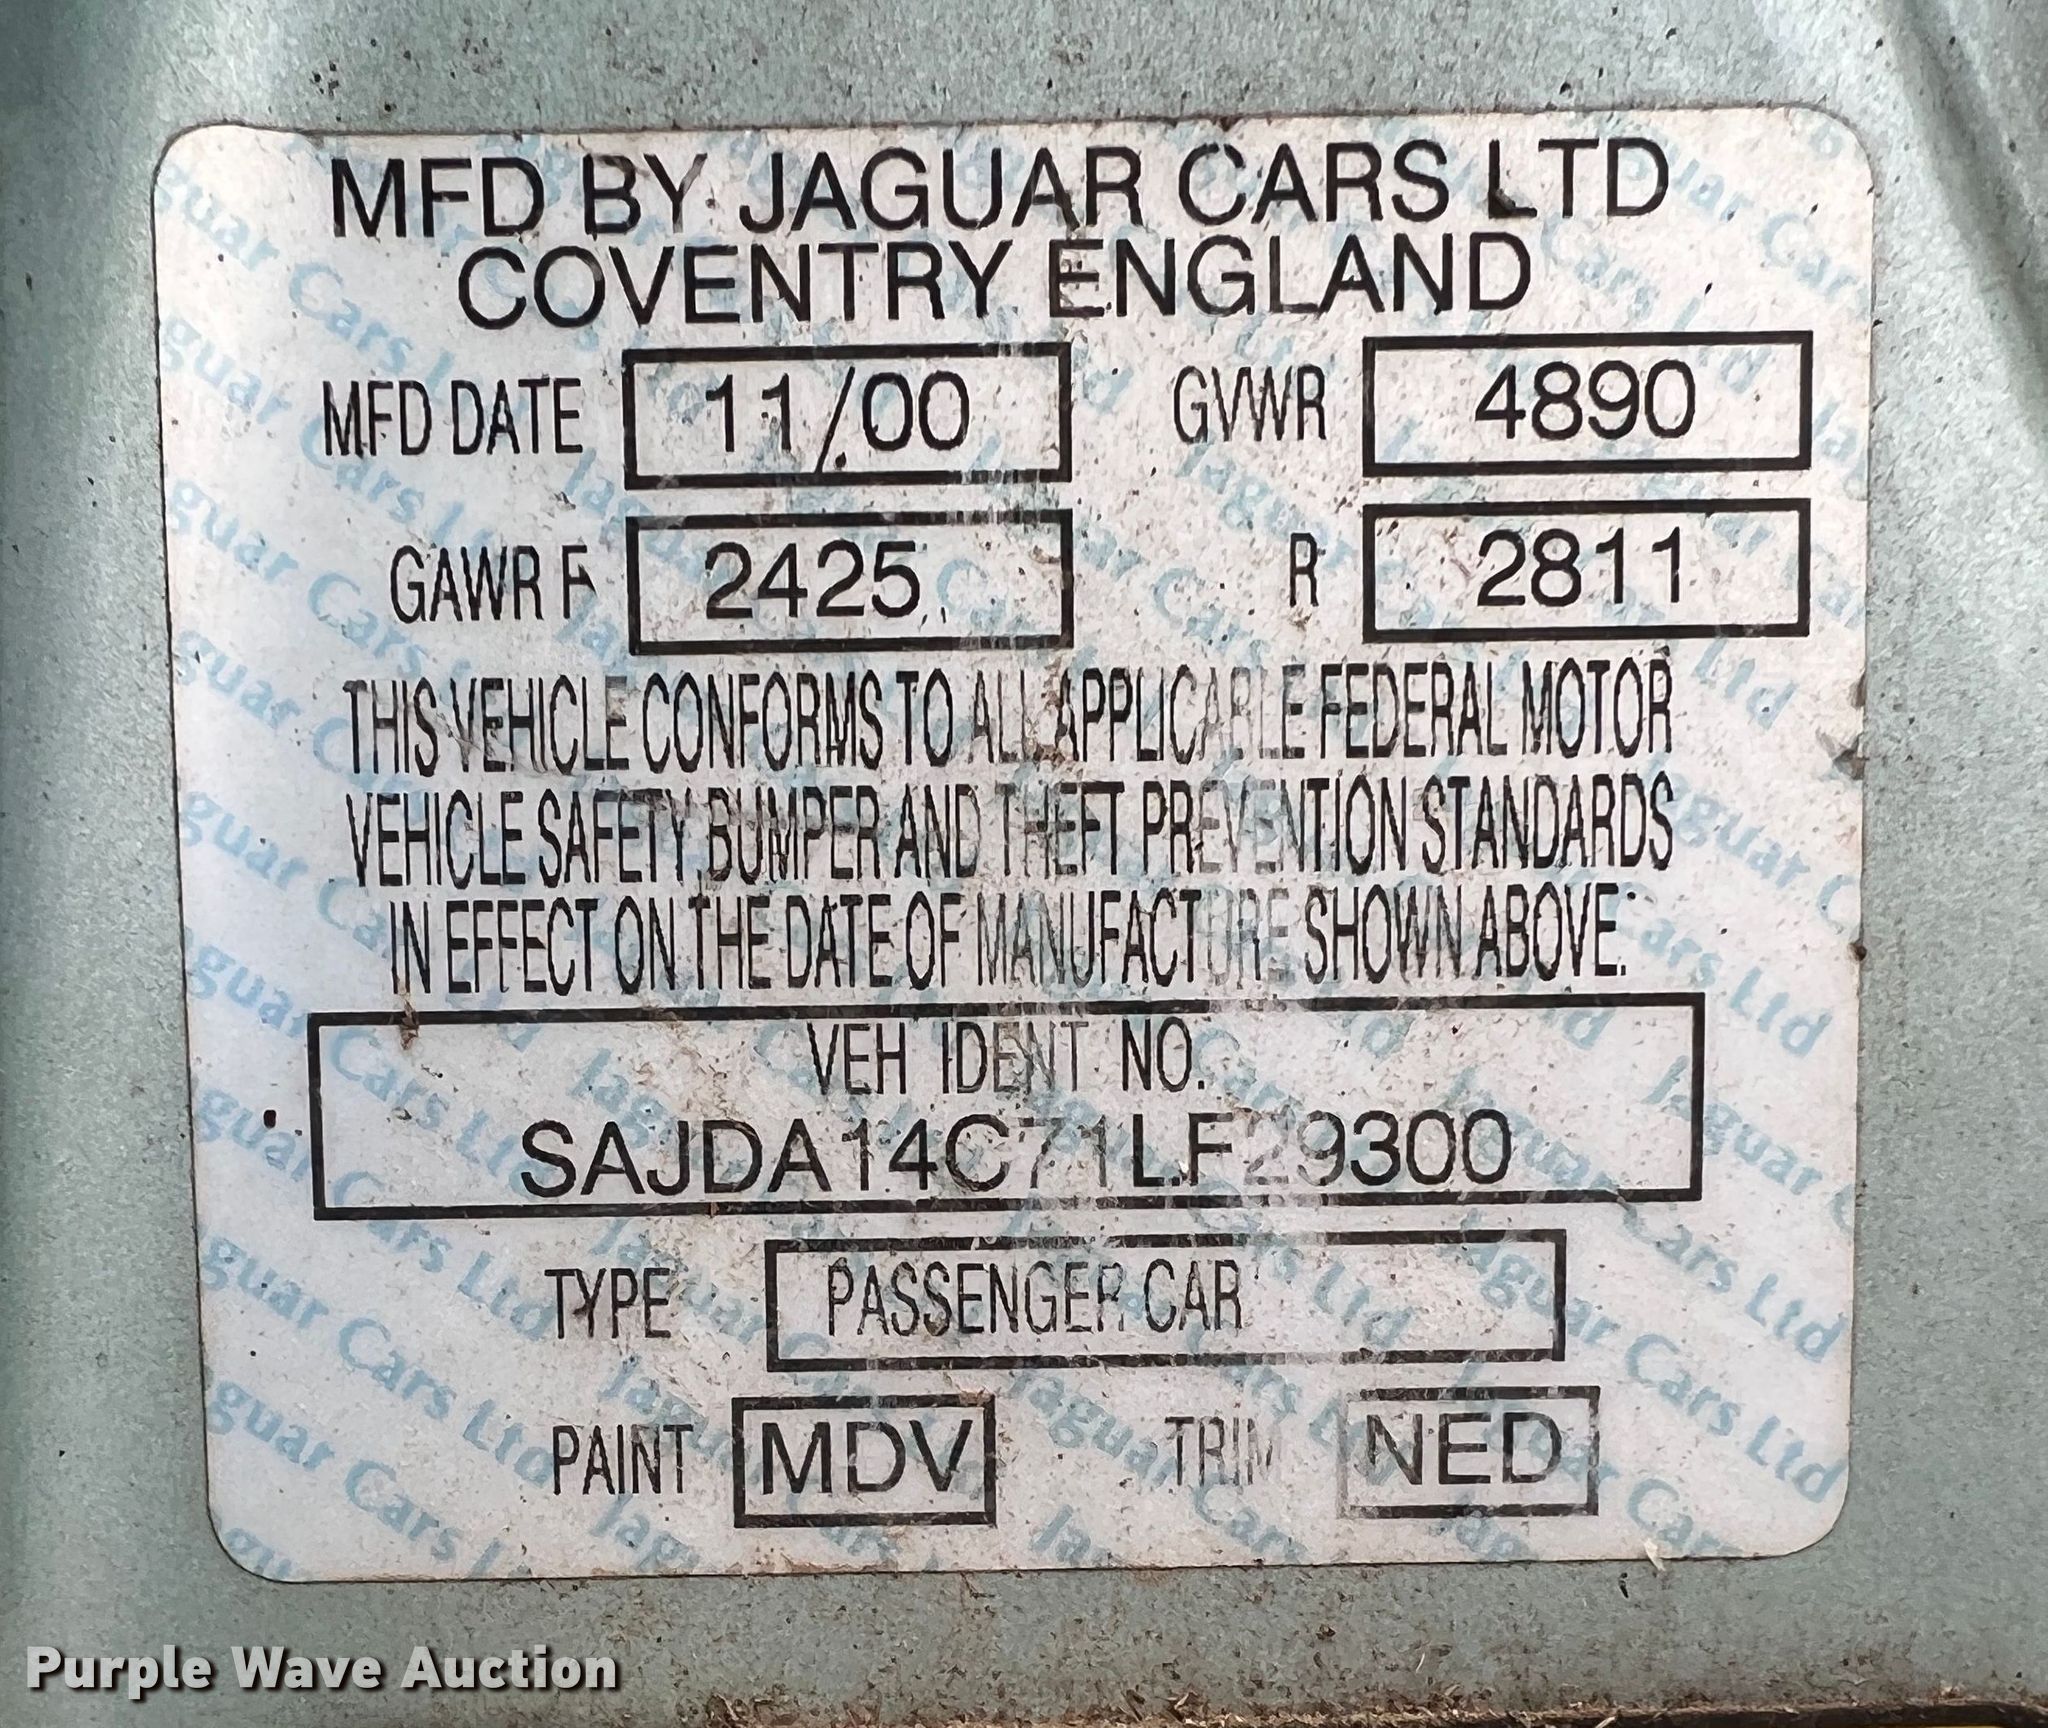 MFD BY JAGUAR CARS LTD
COVENTRY ENGLAND
MFD DATE 11/00 GVWR 4890
GAWR F 2425 R 2811
THIS VEHICLE CONFORMS TO ALL APPLICABLE FEDERAL MOTOR
VEHICLE SAFETY, BUMPER AND THEFT PREVENTION STANDARDS
IN EFFECT ON THE DATE OF MANUFACTURE SHOWN ABOVE.
VEH IDENT NO.
SAJDA14C71LF29300
TYPE PASSENGER CAR
PAINT MDV TRIM NED
Purple Wave Auction